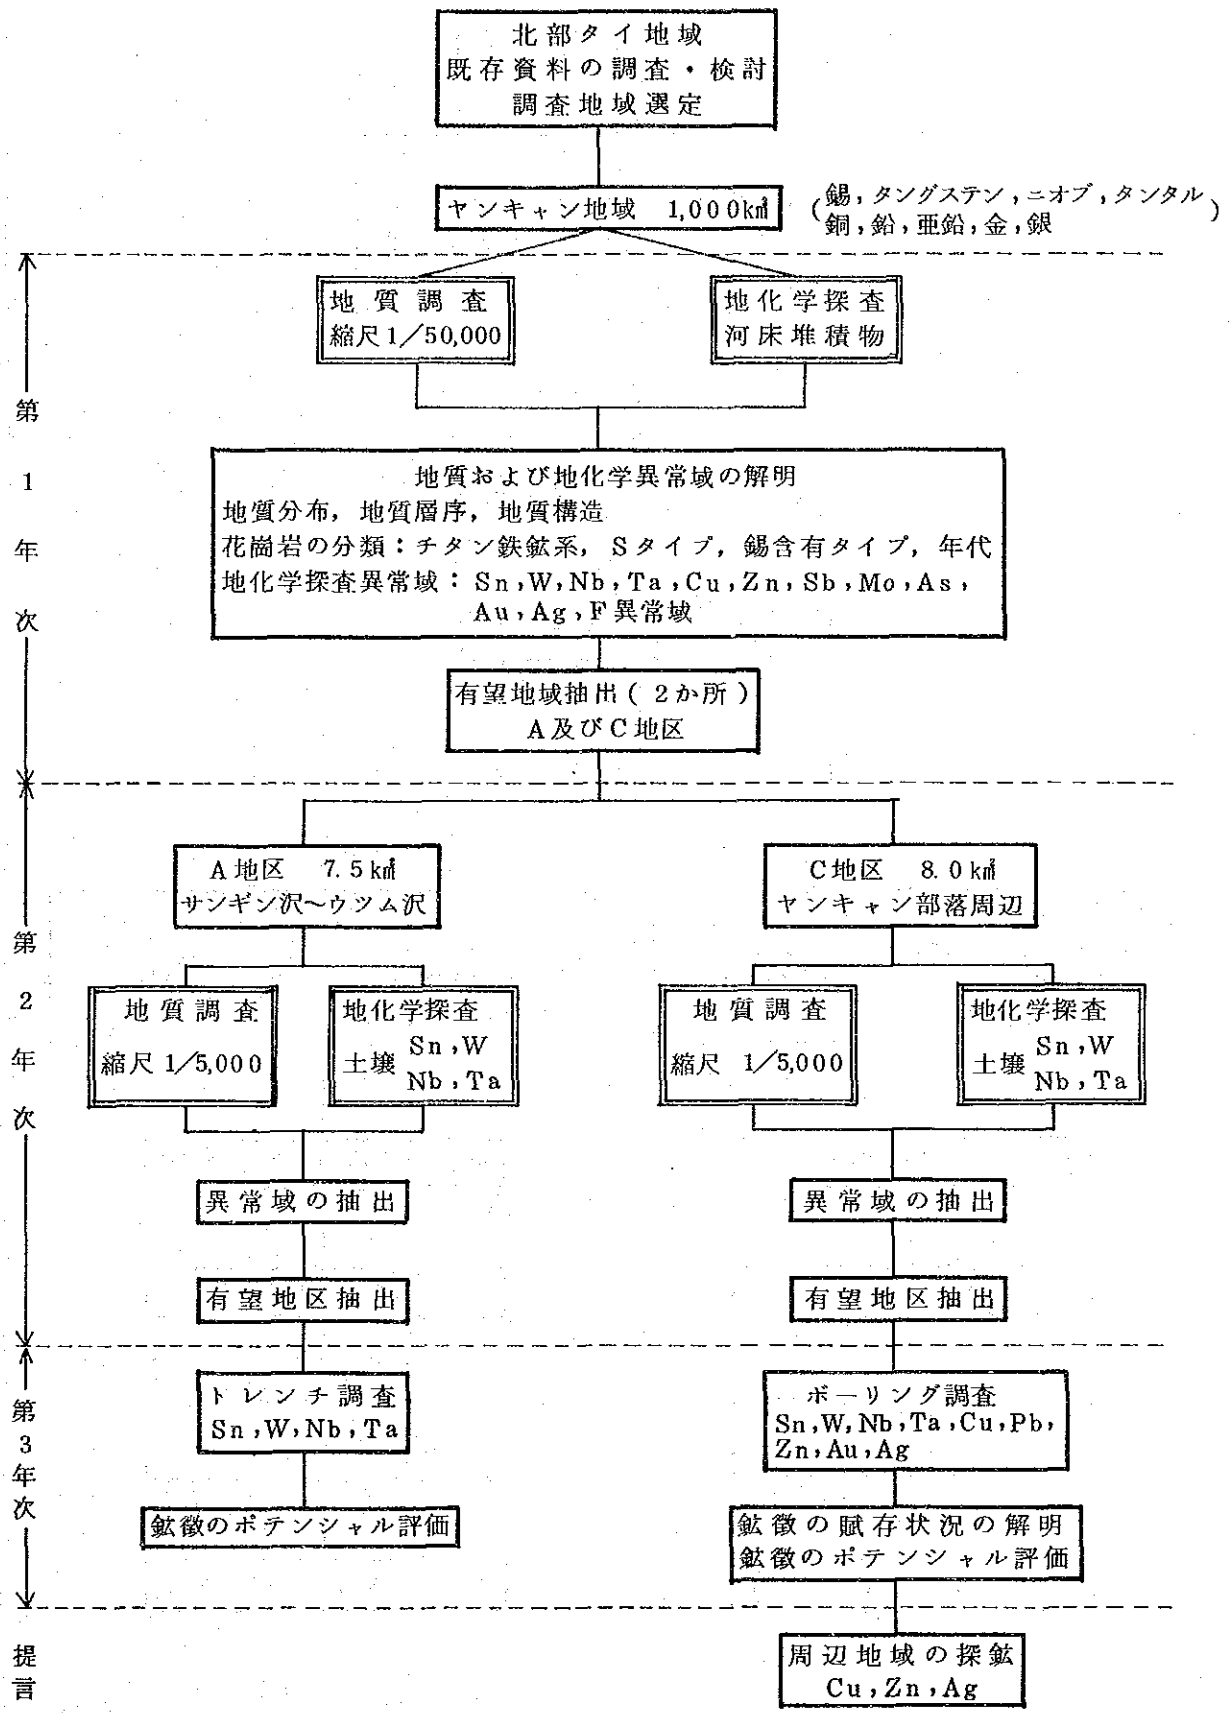 北部タイ地域
既存資料の調査・検討
調査地域選定
ヤンキャン地域 1,000㎢
(錫,タングステン,ニオブ,タンタル
銅,鉛,亜鉛,金,銀)
第1年次
地質調査
縮尺1/50,000
地化学探査
河床堆積物
地質および地化学異常域の解明
地質分布,地質層序,地質構造
花崗岩の分類:チタン鉄鉱系,Sタイプ,錫含有タイプ,年代
地化学探査異常域:Sn,W,Nb,Ta,Cu,Zn,Sb,Mo,As,
Au,Ag,F異常域
有望地域抽出(2か所)
A及びC地区
第2年次
A地区 7.5㎢
サンギン沢~ウツム沢
C地区 8.0㎢
ヤンキャン部落周辺
地質調査
縮尺1/5,000
地化学探査
土壌 Sn,W
Nb,Ta
地質調査
縮尺 1/5,000
地化学探査
土壌 Sn,W
Nb,Ta
異常域の抽出
異常域の抽出
有望地区抽出
有望地区抽出
第3年次
トレンチ調査
Sn,W,Nb,Ta
ボーリング調査
Sn,W,Nb,Ta,Cu,Pb,
Zn,Au,Ag
鉱徴のポテンシャル評価
鉱徴の賦存状況の解明
鉱徴のポテンシャル評価
提言
周辺地域の探鉱
Cu,Zn,Ag